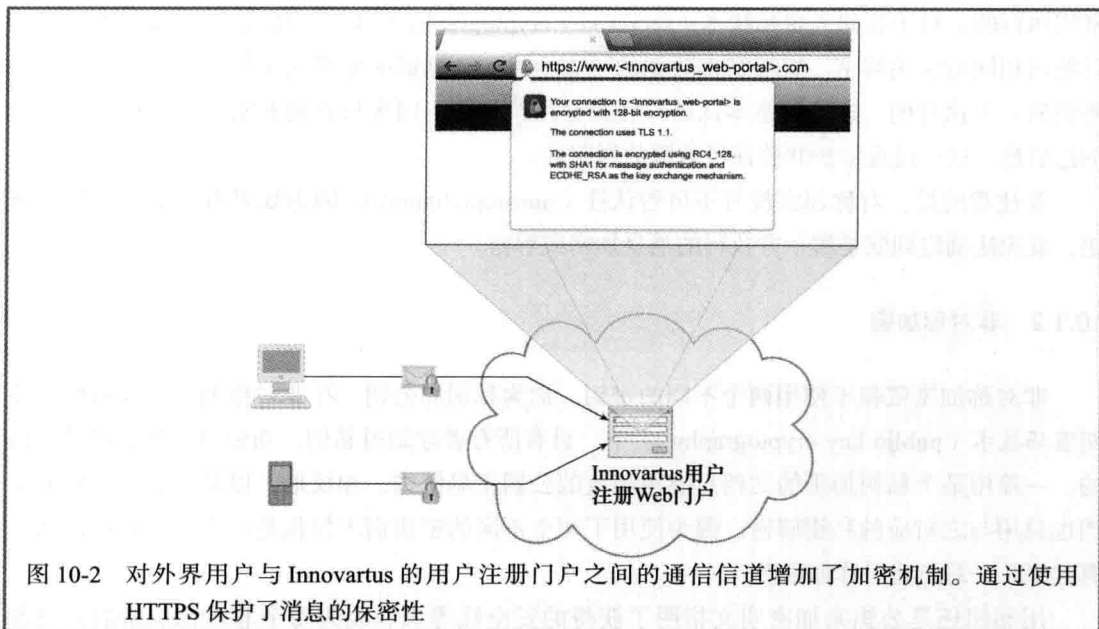 https://www.<Innovartus_web-portal>.com
Your connection to <Innovartus_web-portal> is
encrypted with 128-bit encryption.
The connection uses TLS 1.1.
The connection is encrypted using RC4_128,
with SHA1 for message authentication and
ECDHE_RSA as the key exchange mechanism.
Innovartus用户
注册Web门户
图 10-2 对外界用户与 Innovartus 的用户注册门户之间的通信信道增加了加密机制。通过使用
HTTPS 保护了消息的保密性